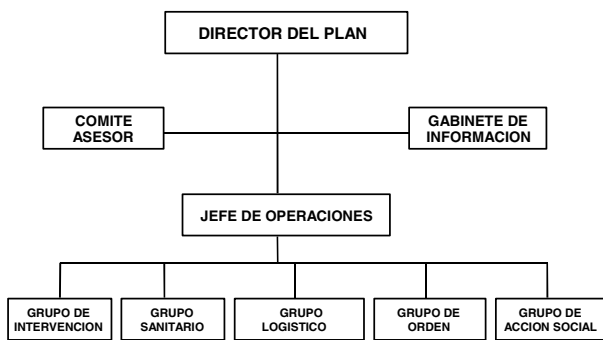 DIRECTOR DEL PLAN
COMITE
ASESOR
GABINETE DE
INFORMACION
JEFE DE OPERACIONES
GRUPO DE
INTERVENCION
GRUPO
SANITARIO
GRUPO
LOGISTICO
GRUPO DE
ORDEN
GRUPO DE
ACCION SOCIAL